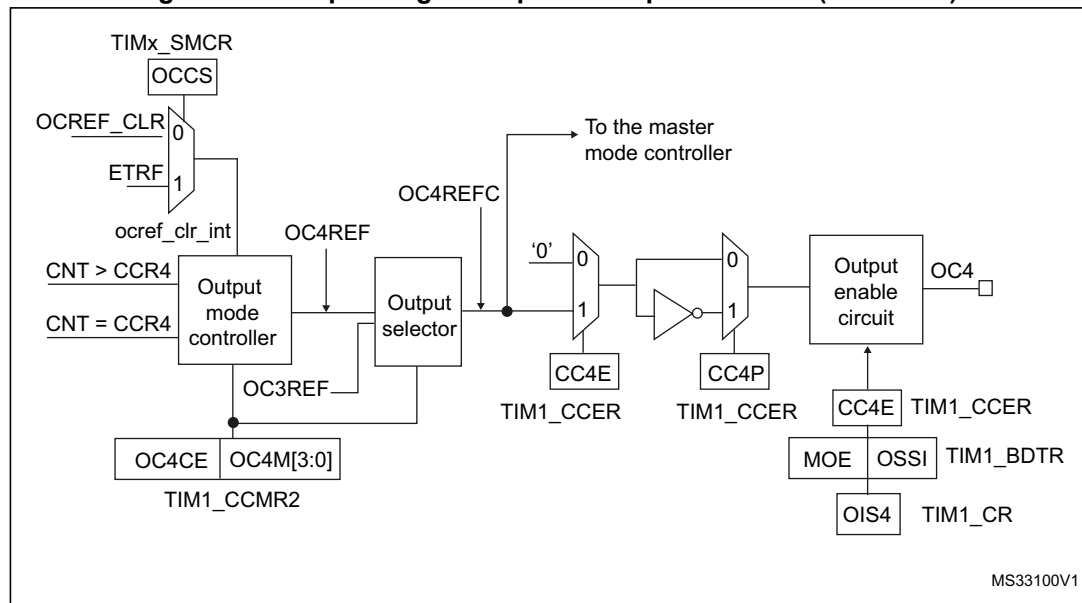 TIMx_SMCR
OCCS
OCREF_CLR
0
ETRF
1
ocref_clr_int
To the master
mode controller
OC4REFC
OC4REF
CNT > CCR4
CNT = CCR4
Output
mode
controller
Output
selector
OC3REF
'0'
0
1
0
1
Output
enable
circuit
OC4
CC4E
TIM1_CCER
CC4P
TIM1_CCER
CC4E
TIM1_CCER
MOE
OSSI
TIM1_BDTR
OIS4
TIM1_CR
OC4CE
OC4M[3:0]
TIM1_CCMR2
MS33100V1